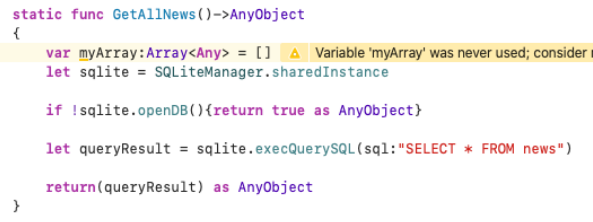 static func GetAllNews()->AnyObject
{
var myArray:Array<Any> = [] Variable 'myArray' was never used; consider
let sqlite = SQLiteManager.sharedInstance
if !sqlite.openDB(){return true as AnyObject}
let queryResult = sqlite.execQuerySQL(sql:"SELECT * FROM news")
return(queryResult) as AnyObject
}